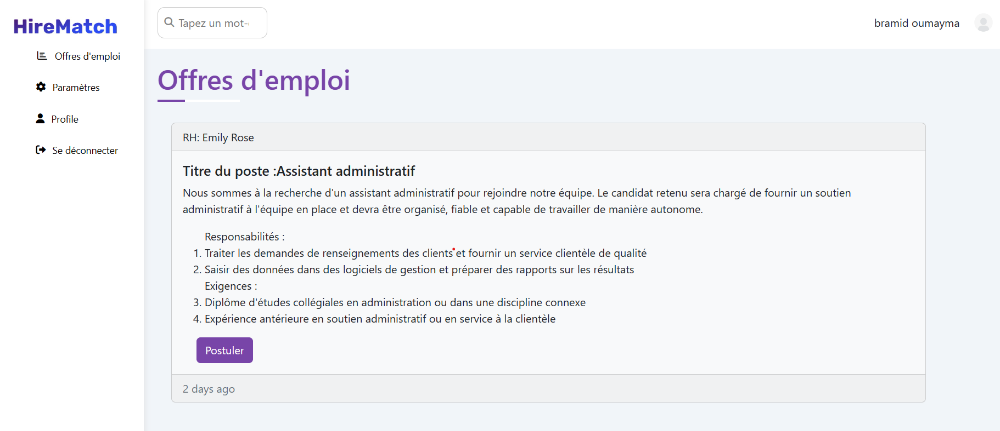 HireMatch
Offres d'emploi
Paramètres
Profile
Se déconnecter
Tapez un mot-
bramid oumayma
Offres d'emploi
RH: Emily Rose
Titre du poste :Assistant administratif
Nous sommes à la recherche d'un assistant administratif pour rejoindre notre équipe. Le candidat retenu sera chargé de fournir un soutien
administratif à l'équipe en place et devra être organisé, fiable et capable de travailler de manière autonome.
Responsabilités :
1. Traiter les demandes de renseignements des clients et fournir un service clientèle de qualité
2. Saisir des données dans des logiciels de gestion et préparer des rapports sur les résultats
Exigences :
3. Diplôme d'études collégiales en administration ou dans une discipline connexe
4. Expérience antérieure en soutien administratif ou en service à la clientèle
Postuler
2 days ago